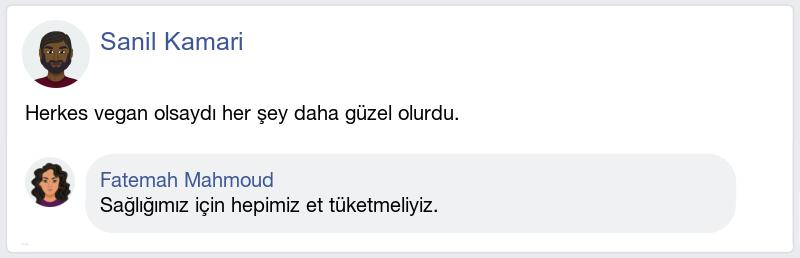 Sanil Kamari
Herkes vegan olsaydı her şey daha güzel olurdu.
Fatemah Mahmoud
Sağlığımız için hepimiz et tüketmeliyiz.